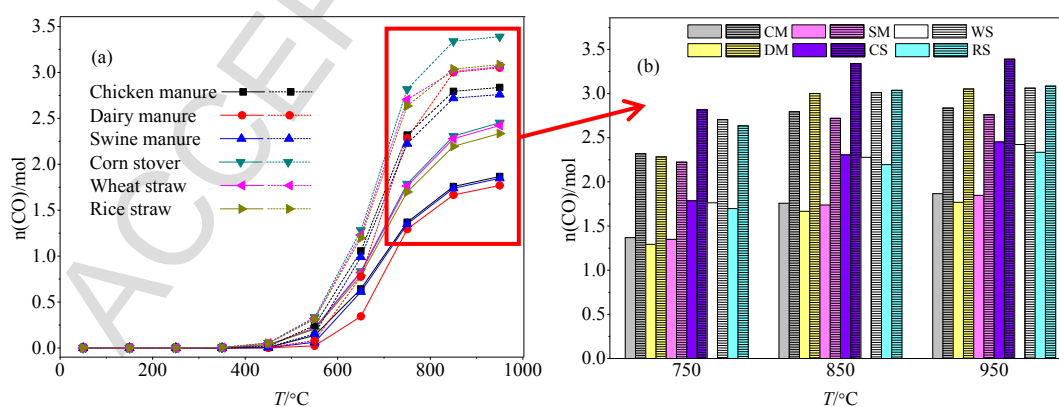 ACCEP
(a)
n(CO)/mol
3.5
3.0
2.5
2.0
1.5
1.0
0.5
0.0
Chicken manure
Dairy manure
Swine manure
Corn stover
Wheat straw
Rice straw
0 200 400 600 800 1000
T/°C
(b)
n(CO)/mol
CM SM WS
DM CS RS
3.5
3.0
2.5
2.0
1.5
1.0
0.5
0.0
750 850 950
T/°C